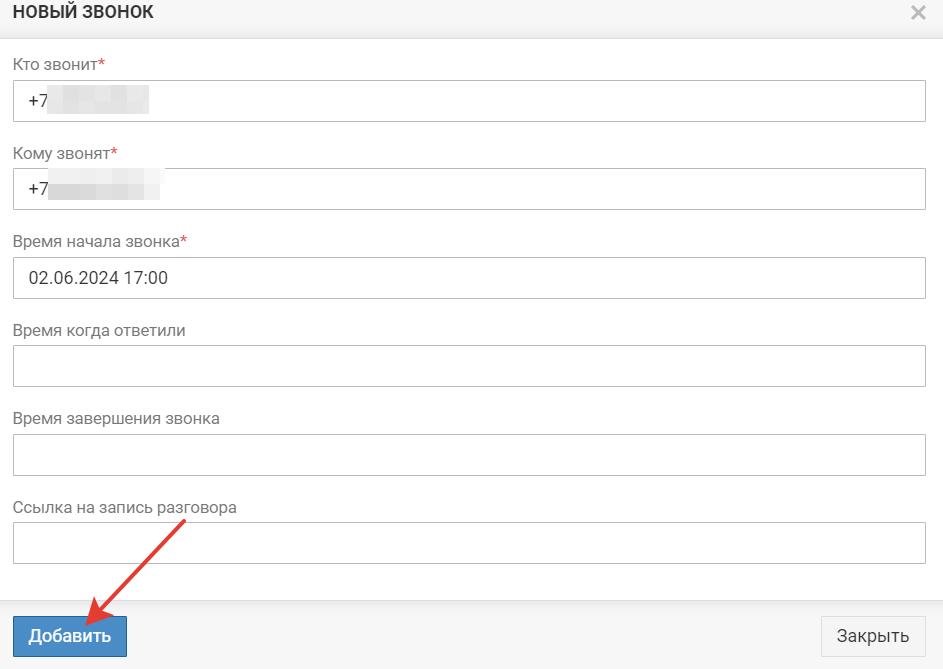 НОВЫЙ ЗВОНОК
Кто звонит*
+7
Кому звонят*
+7
Время начала звонка*
02.06.2024 17:00
Время когда ответили
Время завершения звонка
Ссылка на запись разговора
Добавить
Закрыть